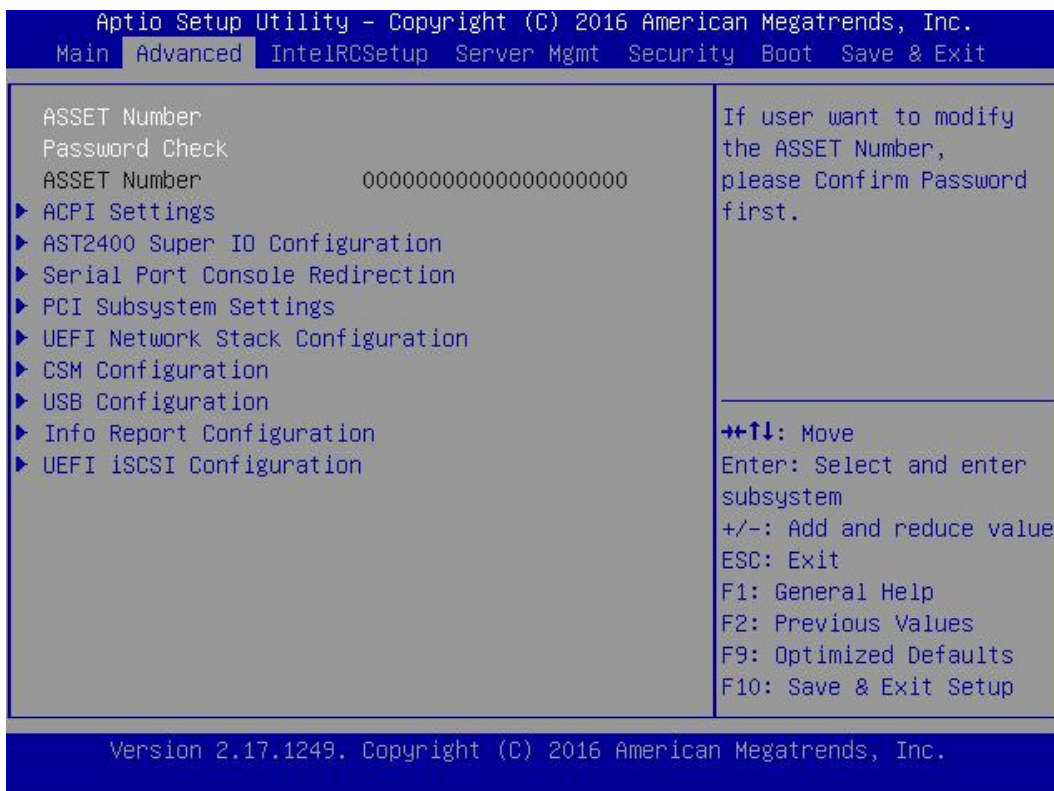 Aptio Setup Utility – Copyright (C) 2016 American Megatrends, Inc.
Main Advanced IntelRCSetup Server Mgmt Security Boot Save & Exit
ASSET Number
Password Check
ASSET Number 00000000000000000000
ACPI Settings
AST2400 Super IO Configuration
Serial Port Console Redirection
PCI Subsystem Settings
UEFI Network Stack Configuration
CSM Configuration
USB Configuration
Info Report Configuration
UEFI iSCSI Configuration
If user want to modify
the ASSET Number,
please Confirm Password
first.
→←↑↓: Move
Enter: Select and enter
subsystem
+/-: Add and reduce value
ESC: Exit
F1: General Help
F2: Previous Values
F9: Optimized Defaults
F10: Save & Exit Setup
Version 2.17.1249. Copyright (C) 2016 American Megatrends, Inc.